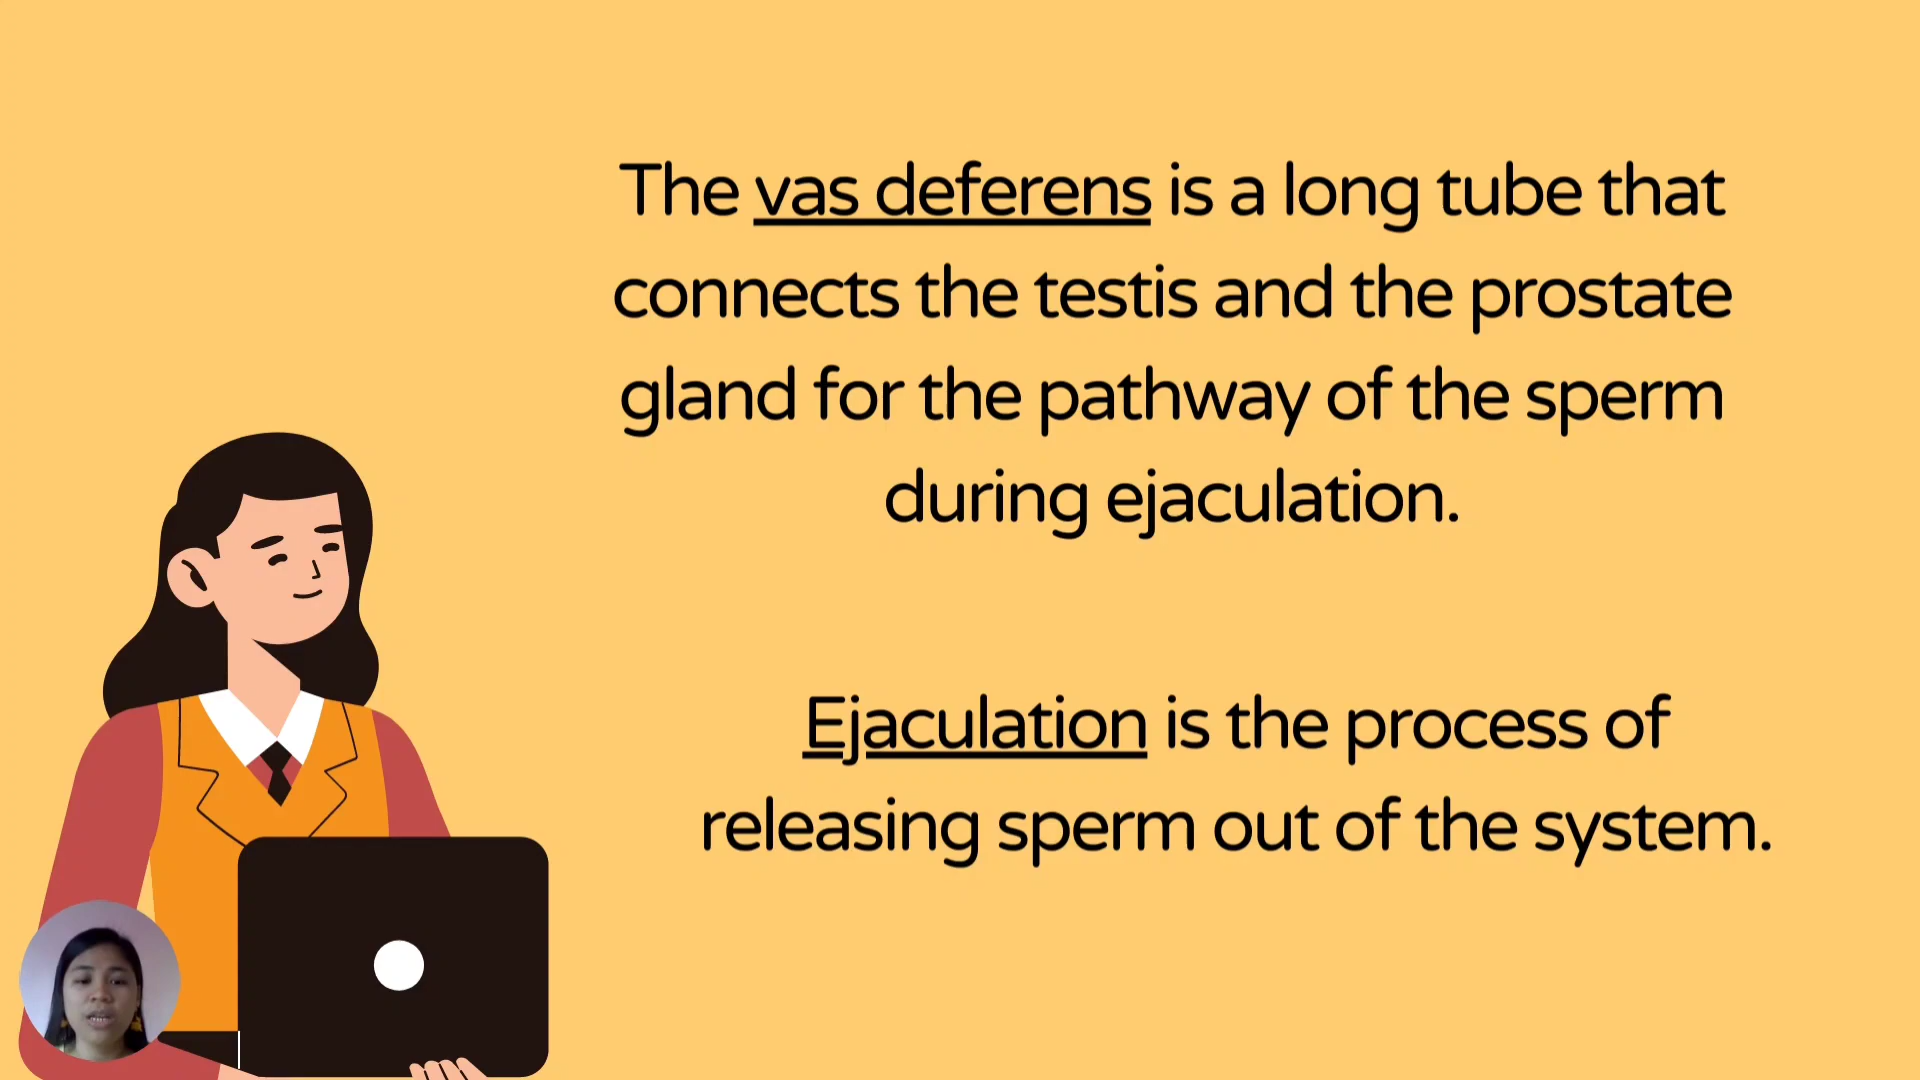 The vas deferens is a long tube that
connects the testis and the prostate
gland for the pathway of the sperm
during ejaculation.
Ejaculation is the process of
releasing sperm out of the system.